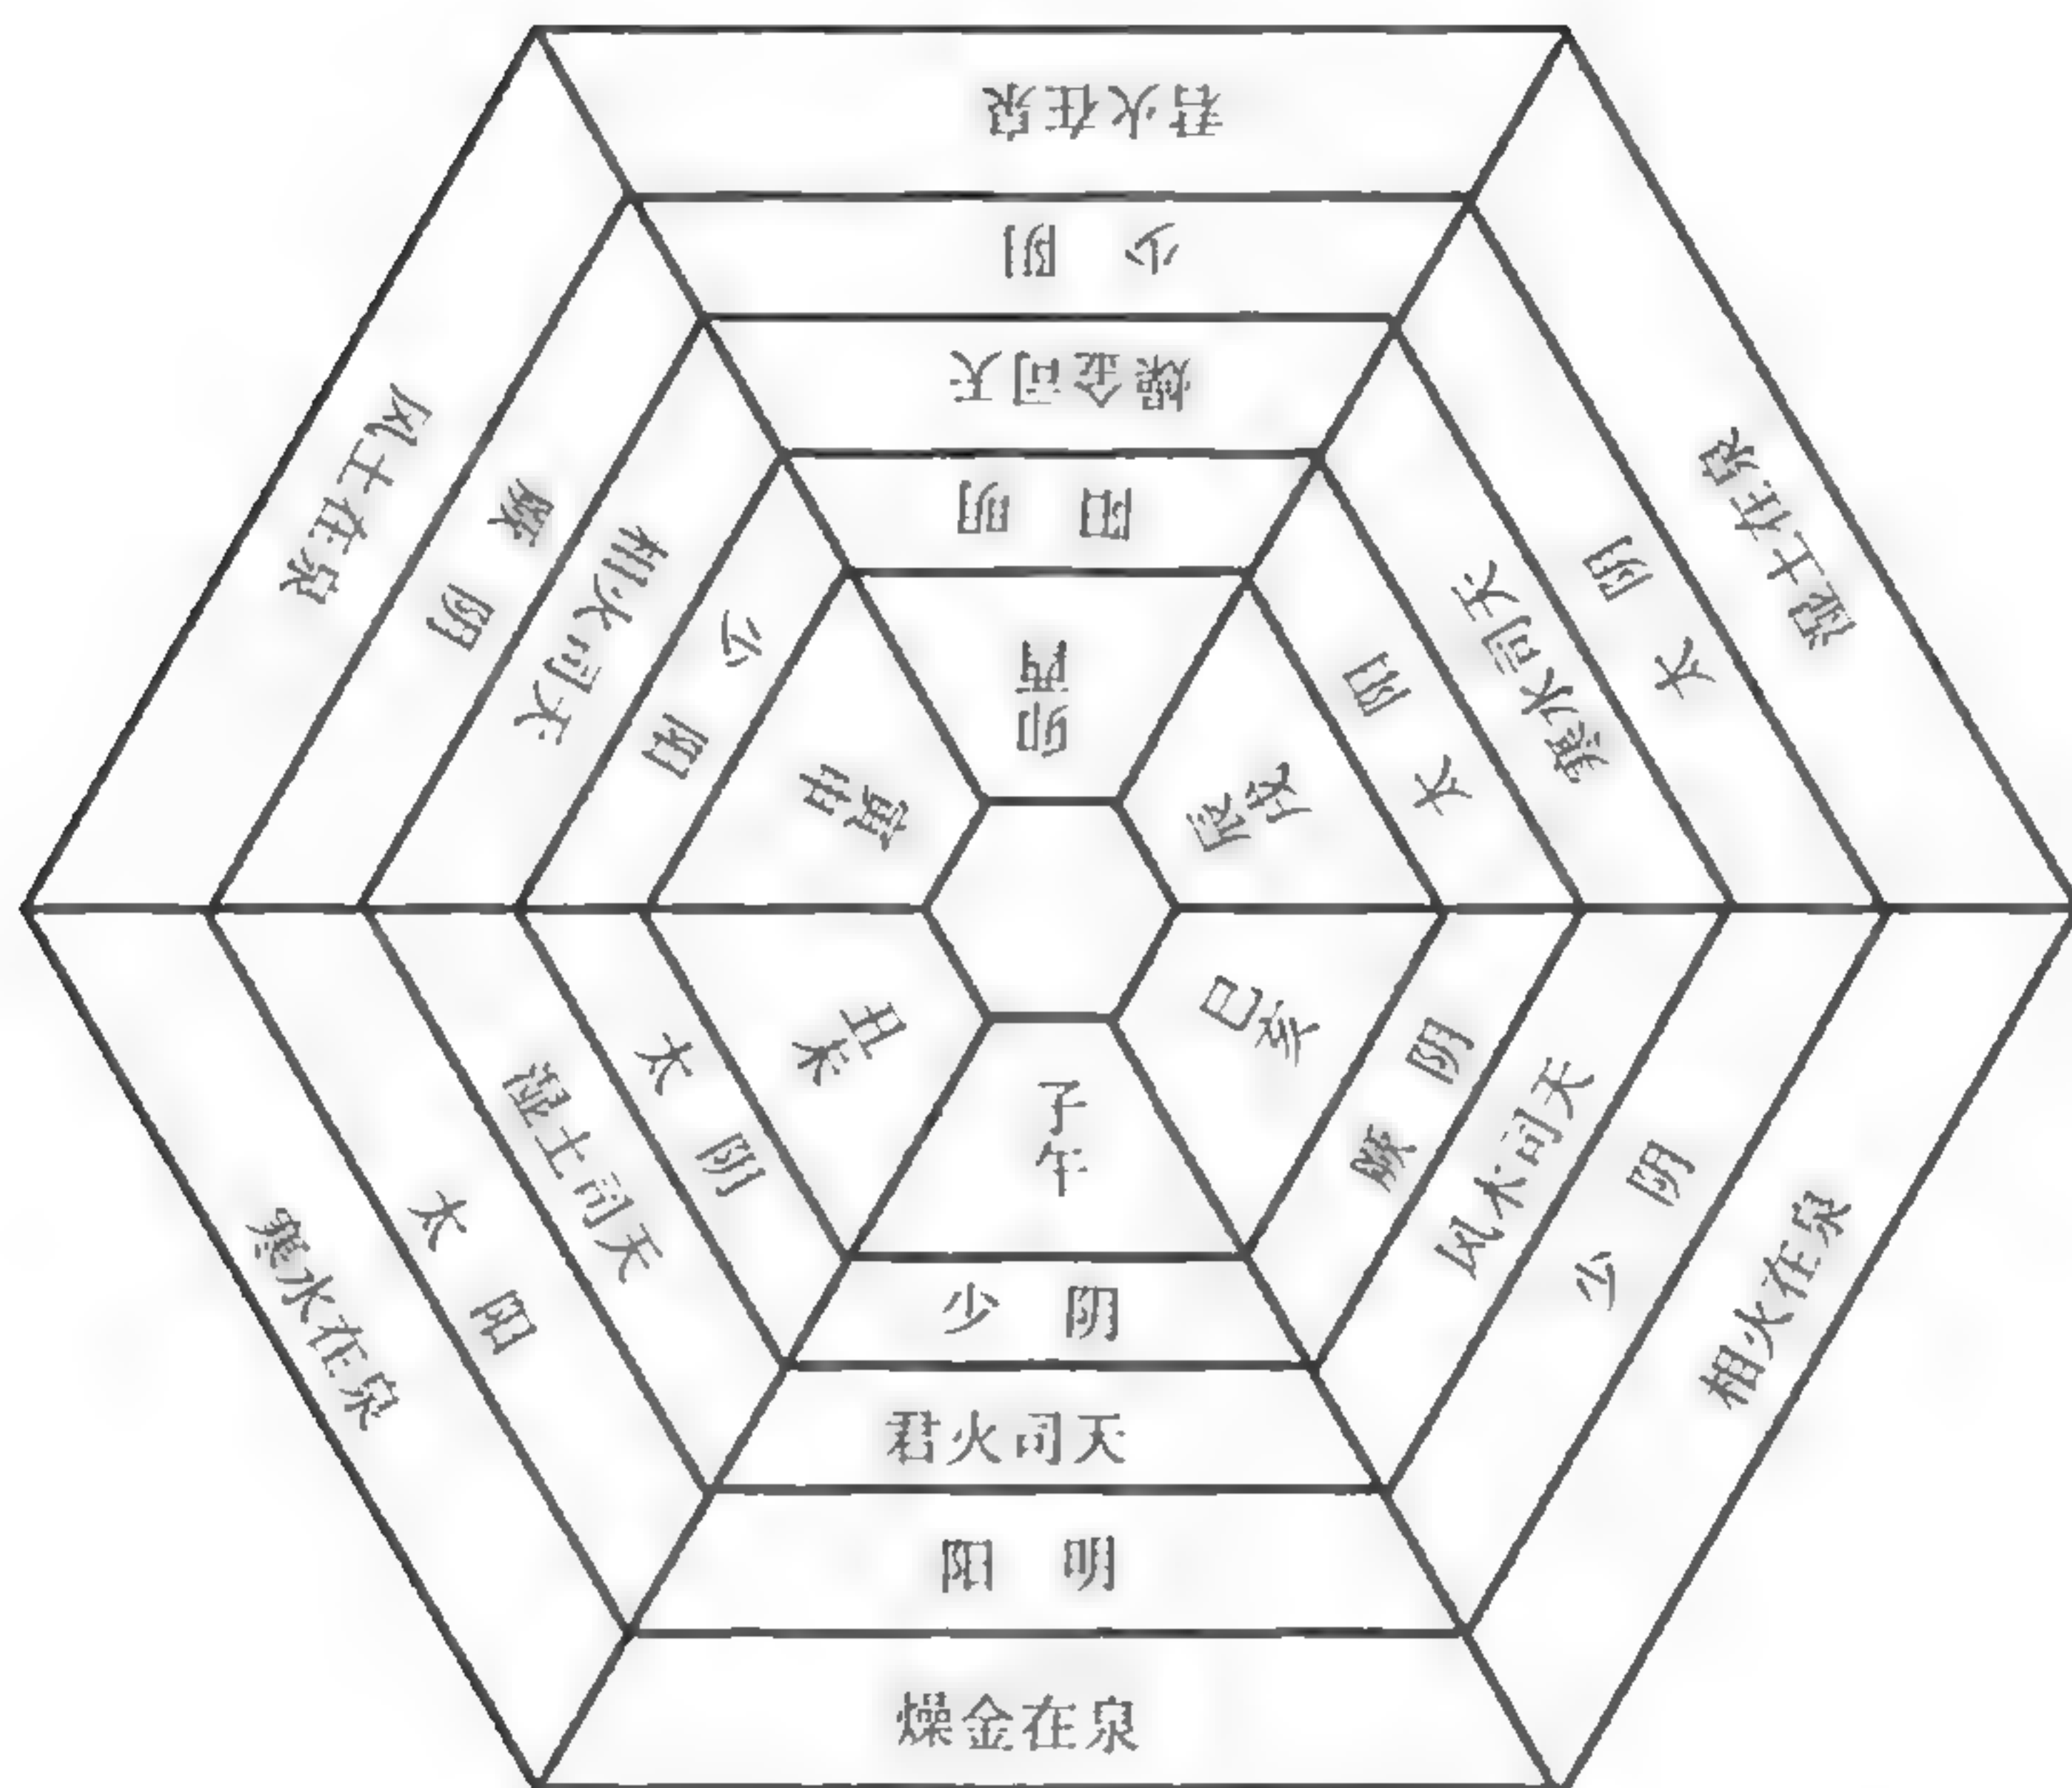 子午
少 阴
君火司天
阳 明
燥金在泉
丑未
太 阴
湿土司天
太 阳
寒水在泉
寅申
少 阳
相火司天
厥 阴
风土在泉
卯酉
阳 明
燥金司天
少 阴
君火在泉
辰戌
太 阳
寒水司天
太 阴
湿土在泉
巳亥
厥 阴
风木司天
少 阴
相火在泉